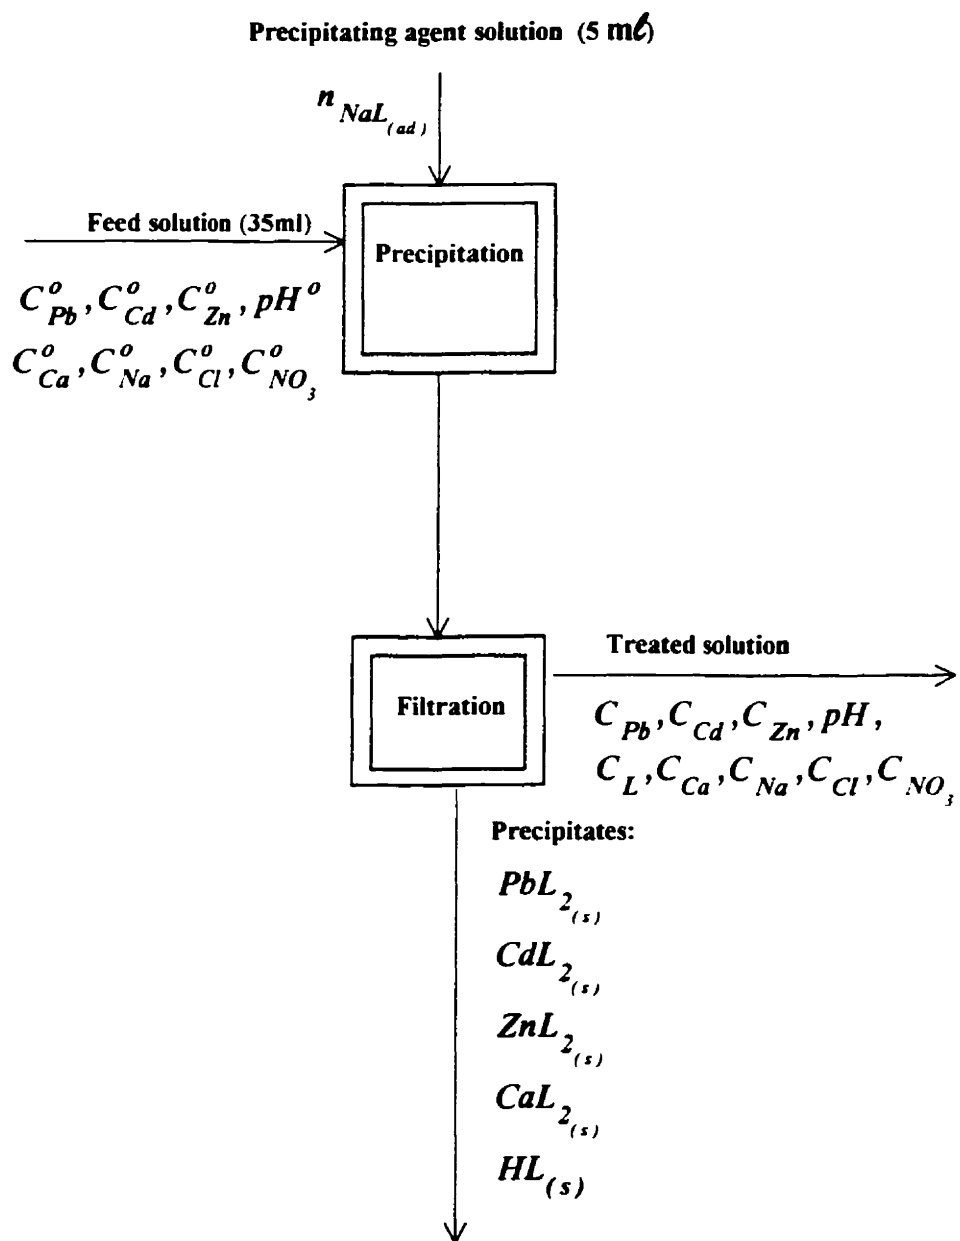 Precipitating agent solution (5 mℓ)
n NaL(ad)
Feed solution (35ml)
Precipitation
C°Pb, C°Cd, C°Zn, pH°
C°Ca, C°Na, C°Cl, C°NO3
Filtration
Treated solution
CPb, CCd, CZn, pH,
CL, CCa, CNa, CCl, CNO3
Precipitates:
PbL2(s)
CdL2(s)
ZnL2(s)
CaL2(s)
HL(s)